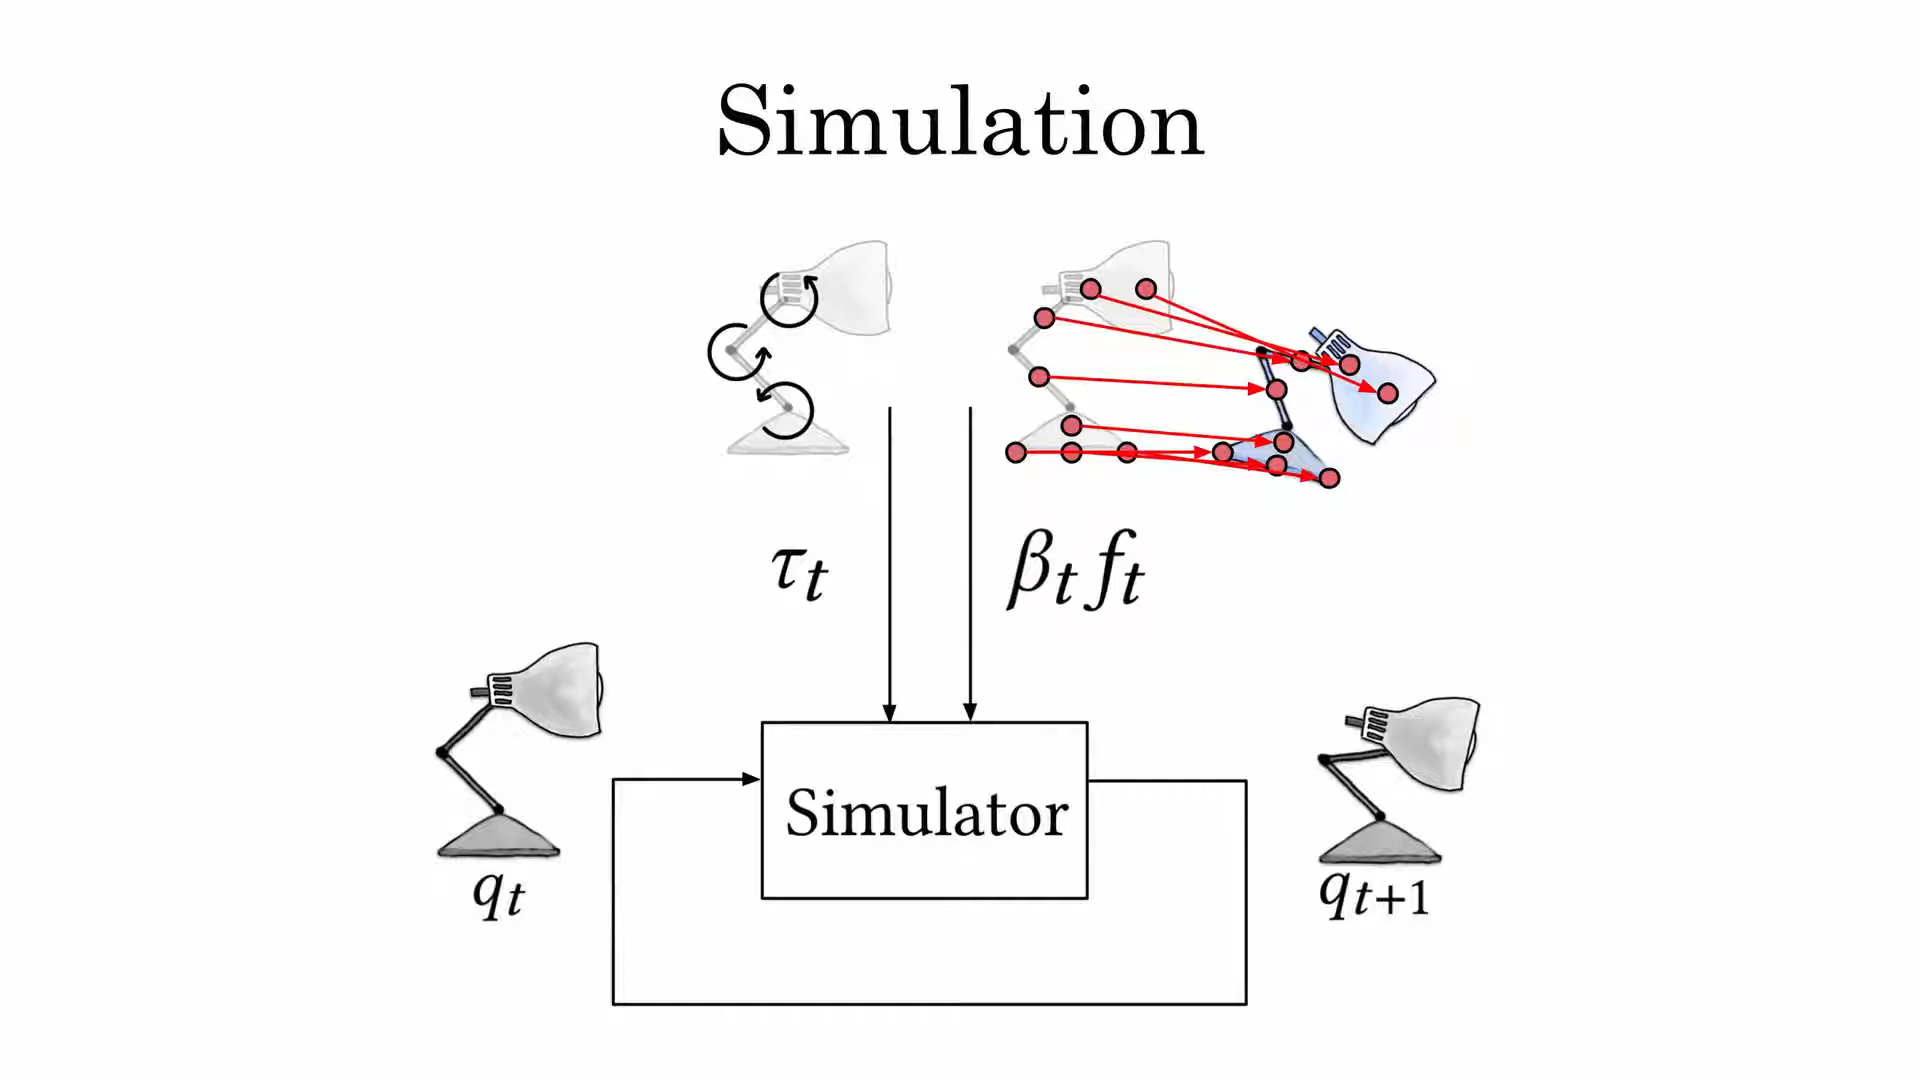 Simulation
τt
βt ft
Simulator
qt
qt+1